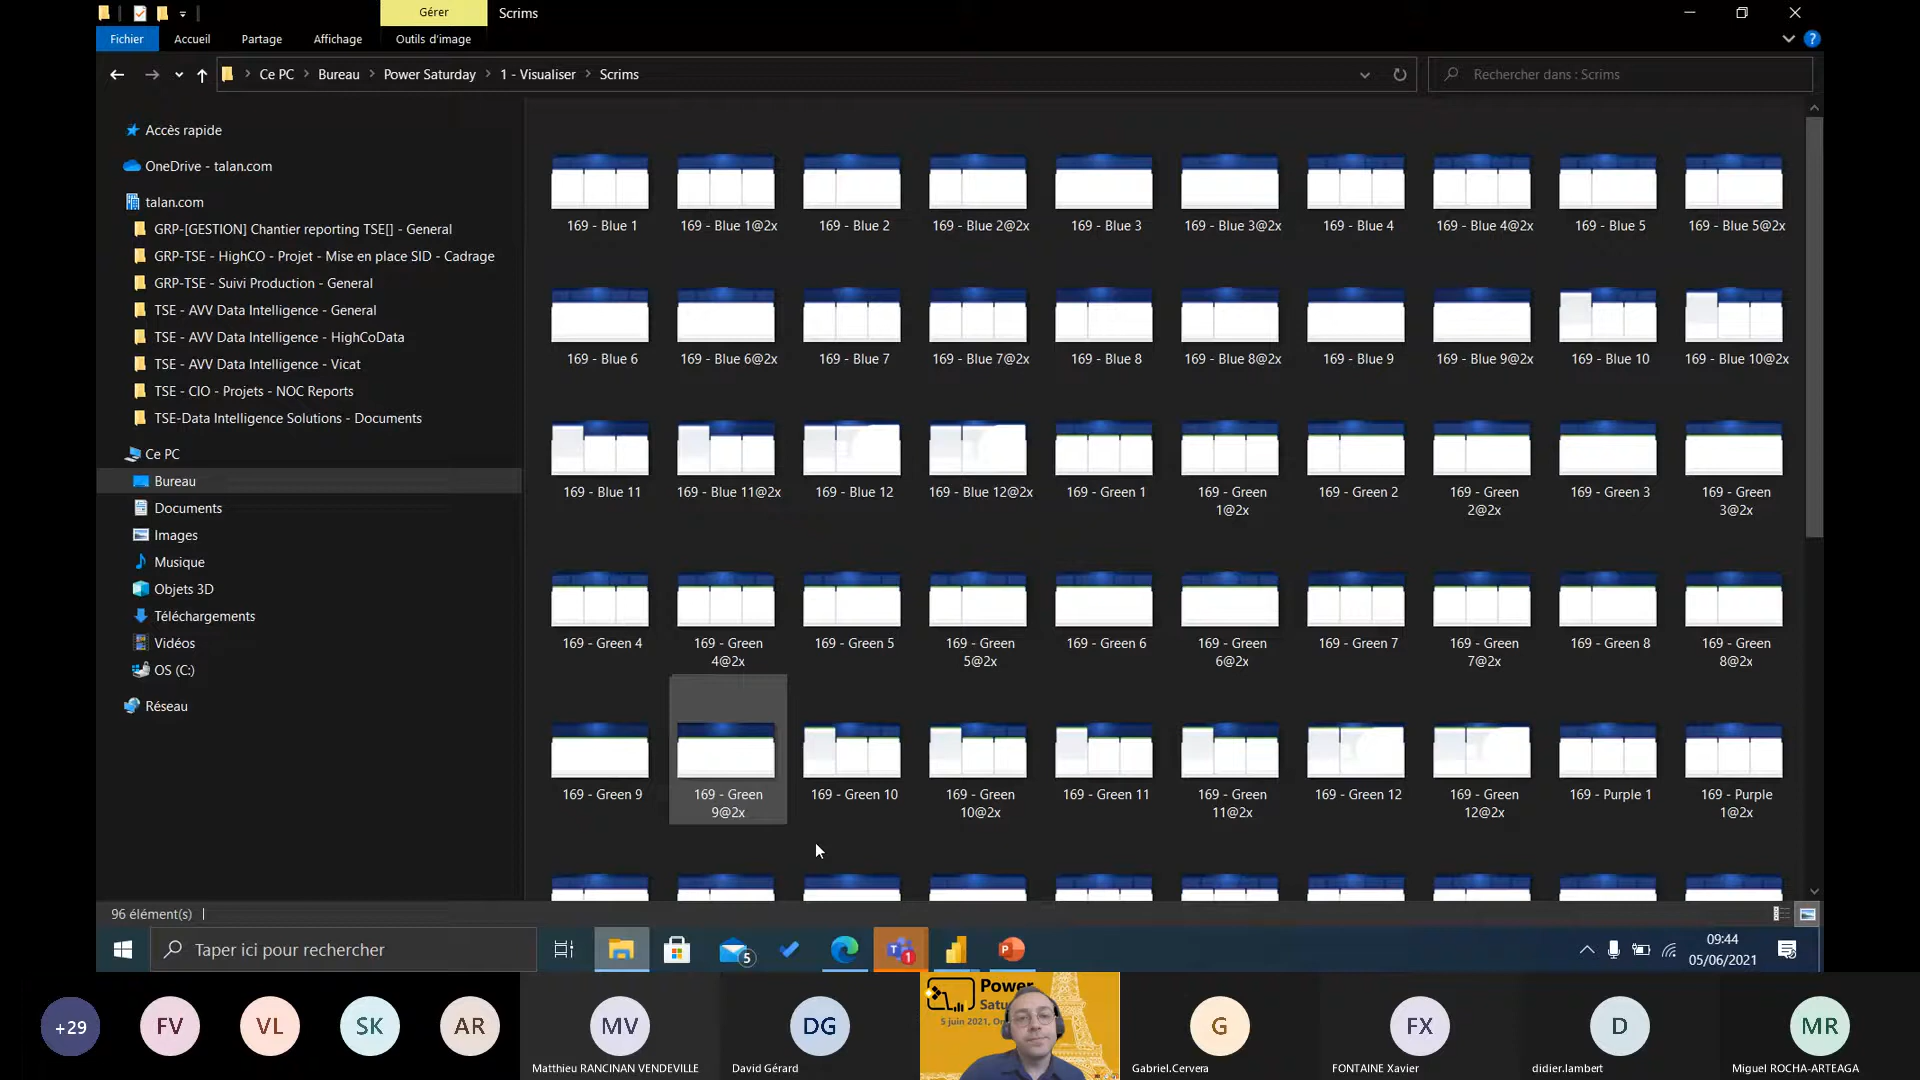 Gérer
Scrims
Fichier
Accueil
Partage
Affichage
Outils d'image
Ce PC
Bureau
Power Saturday
1 - Visualiser
Scrims
Rechercher dans : Scrims
Accès rapide
OneDrive - talan.com
talan.com
GRP-[GESTION] Chantier reporting TSE[] - General
GRP-TSE - HighCO - Projet - Mise en place SID - Cadrage
GRP-TSE - Suivi Production - General
TSE - AVV Data Intelligence - General
TSE - AVV Data Intelligence - HighCoData
TSE - AVV Data Intelligence - Vicat
TSE - CIO - Projets - NOC Reports
TSE-Data Intelligence Solutions - Documents
Ce PC
Bureau
Documents
Images
Musique
Objets 3D
Téléchargements
Vidéos
OS (C:)
Réseau
169 - Blue 1
169 - Blue 1@2x
169 - Blue 2
169 - Blue 2@2x
169 - Blue 3
169 - Blue 3@2x
169 - Blue 4
169 - Blue 4@2x
169 - Blue 5
169 - Blue 5@2x
169 - Blue 6
169 - Blue 6@2x
169 - Blue 7
169 - Blue 7@2x
169 - Blue 8
169 - Blue 8@2x
169 - Blue 9
169 - Blue 9@2x
169 - Blue 10
169 - Blue 10@2x
169 - Blue 11
169 - Blue 11@2x
169 - Blue 12
169 - Blue 12@2x
169 - Green 1
169 - Green
1@2x
169 - Green 2
169 - Green
2@2x
169 - Green 3
169 - Green
3@2x
169 - Green 4
169 - Green
4@2x
169 - Green 5
169 - Green
5@2x
169 - Green 6
169 - Green
6@2x
169 - Green 7
169 - Green
7@2x
169 - Green 8
169 - Green
8@2x
169 - Green 9
169 - Green
9@2x
169 - Green 10
169 - Green
10@2x
169 - Green 11
169 - Green
11@2x
169 - Green 12
169 - Green
12@2x
169 - Purple 1
169 - Purple
1@2x
96 élément(s)
Taper ici pour rechercher
5
1
09:44
05/06/2021
+29
FV
VL
SK
AR
MV
Matthieu RANCINAN VENDEVILLE
DG
David Gérard
Power
5 juin 2021,
G
Gabriel.Cervera
FX
FONTAINE Xavier
D
didier.lambert
MR
Miguel ROCHA-ARTEAGA